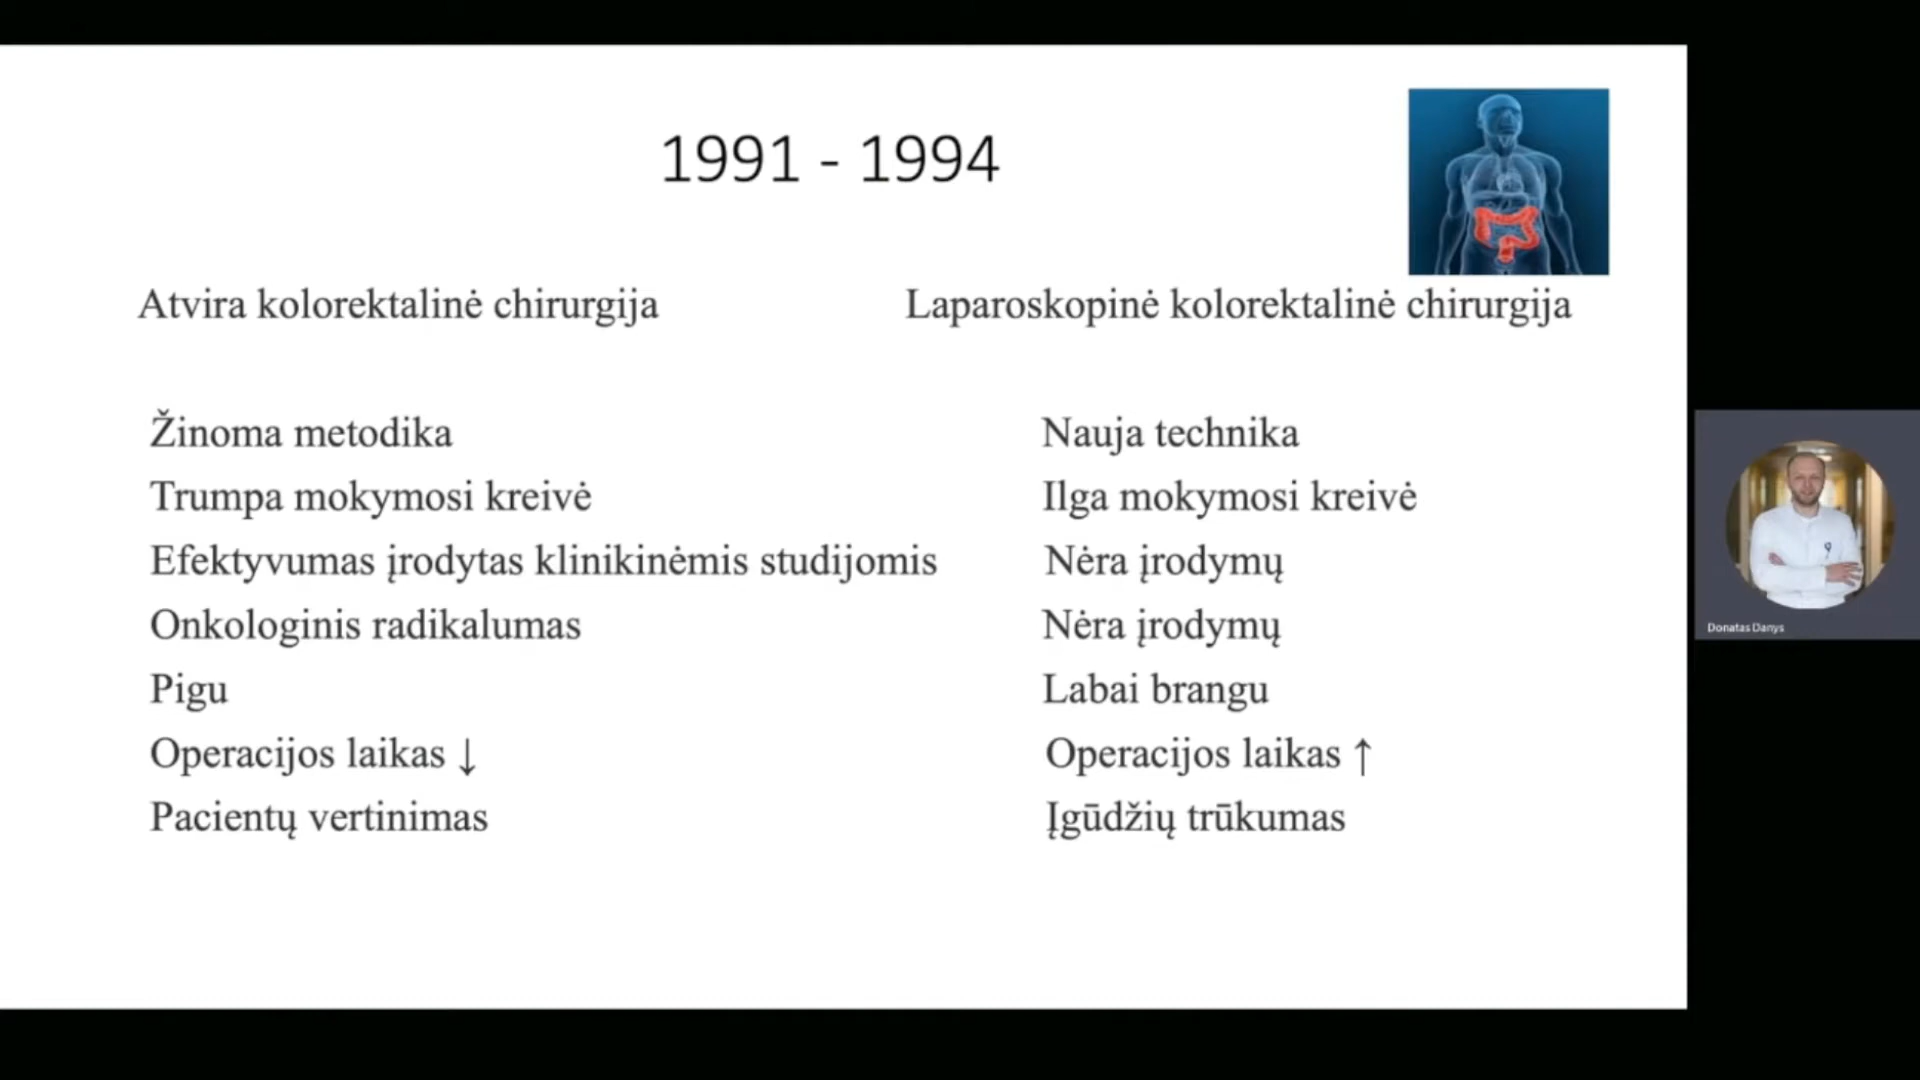 1991 - 1994
Atvira kolorektalinė chirurgija
Laparoskopinė kolorektalinė chirurgija
Žinoma metodika
Nauja technika
Trumpa mokymosi kreivė
Ilga mokymosi kreivė
Efektyvumas įrodytas klinikinėmis studijomis
Nėra įrodymų
Onkologinis radikalumas
Nėra įrodymų
Pigu
Labai brangu
Operacijos laikas ↓
Operacijos laikas ↑
Pacientų vertinimas
Įgūdžių trūkumas
Donatas Danys